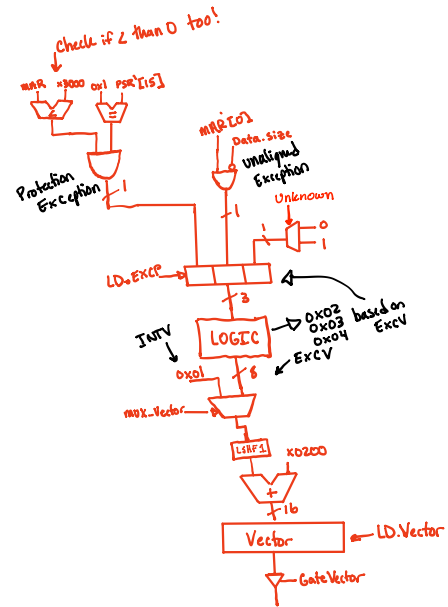 Check if < than 0 too!
MAR x3000 0x1 PSR'[15]
<
=
MAR[0]
Data.size
Unaligned
Exception
Protection
Exception
1
1
1
Unknown
0
1
LD.EXCP
3
INTV
LOGIC
0x02
0x03
0x04
based on
EXCV
EXCV
8
0x01
mux_Vector
LSHF1
x0200
+
16
Vector
LD.Vector
GateVector